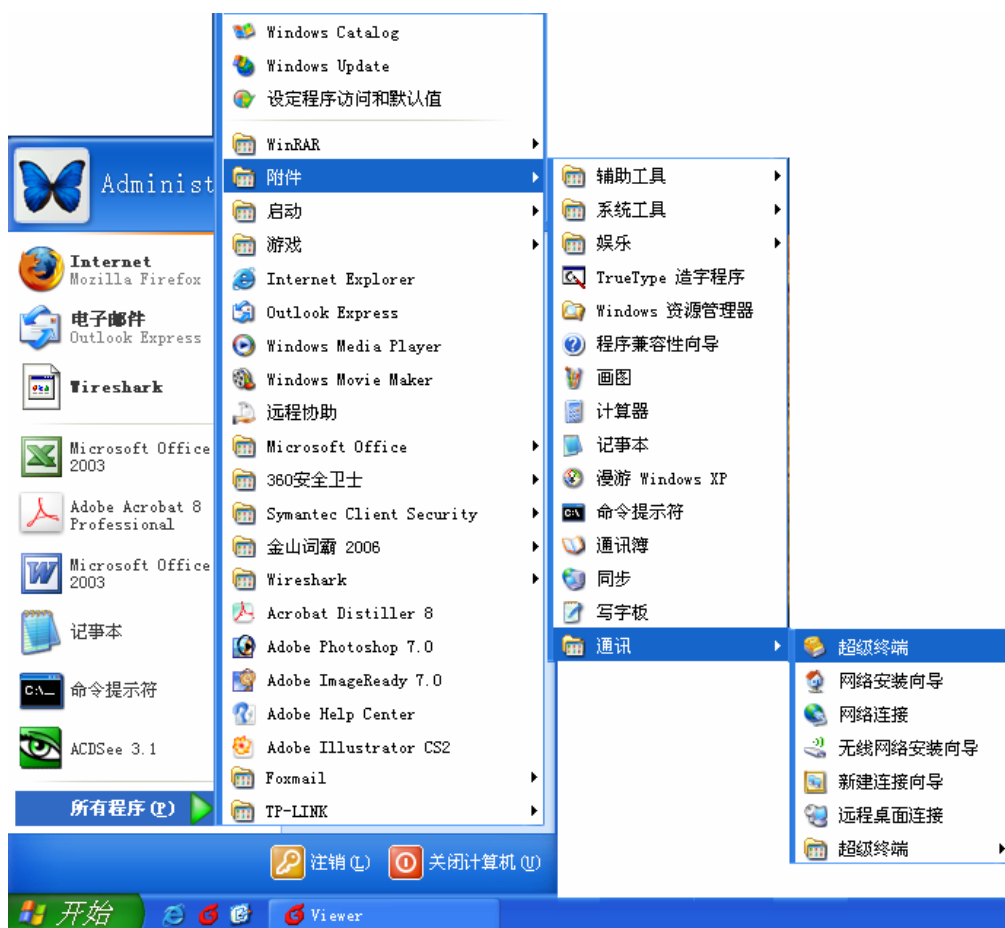 Windows Catalog
Windows Update
设定程序访问和默认值
WinRAR
附件
启动
游戏
Internet Explorer
Outlook Express
Windows Media Player
Windows Movie Maker
远程协助
Microsoft Office
360安全卫士
Symantec Client Security
金山词霸 2006
Wireshark
Acrobat Distiller 8
Adobe Photoshop 7.0
Adobe ImageReady 7.0
Adobe Help Center
Adobe Illustrator CS2
Foxmail
TP-LINK
Administ
Internet
Mozilla Firefox
电子邮件
Outlook Express
Wireshark
Microsoft Office
2003
Adobe Acrobat 8
Professional
Microsoft Office
2003
记事本
C:\_
命令提示符
ACDSee 3.1
所有程序(P)
辅助工具
系统工具
娱乐
TrueType 造字程序
Windows 资源管理器
程序兼容性向导
画图
计算器
记事本
漫游 Windows XP
C:\
命令提示符
通讯簿
同步
写字板
通讯
超级终端
网络安装向导
网络连接
无线网络安装向导
新建连接向导
远程桌面连接
超级终端
注销(L)
关闭计算机(U)
开始
Viewer